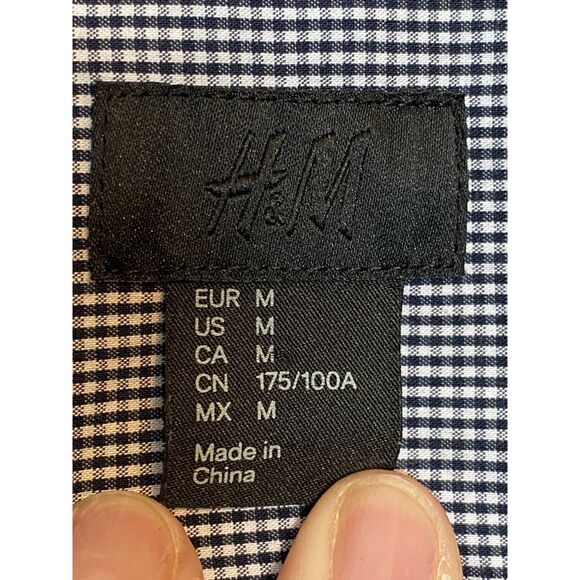 H&M
EUR M
US M
CA M
CN 175/100A
MX M
Made in
China